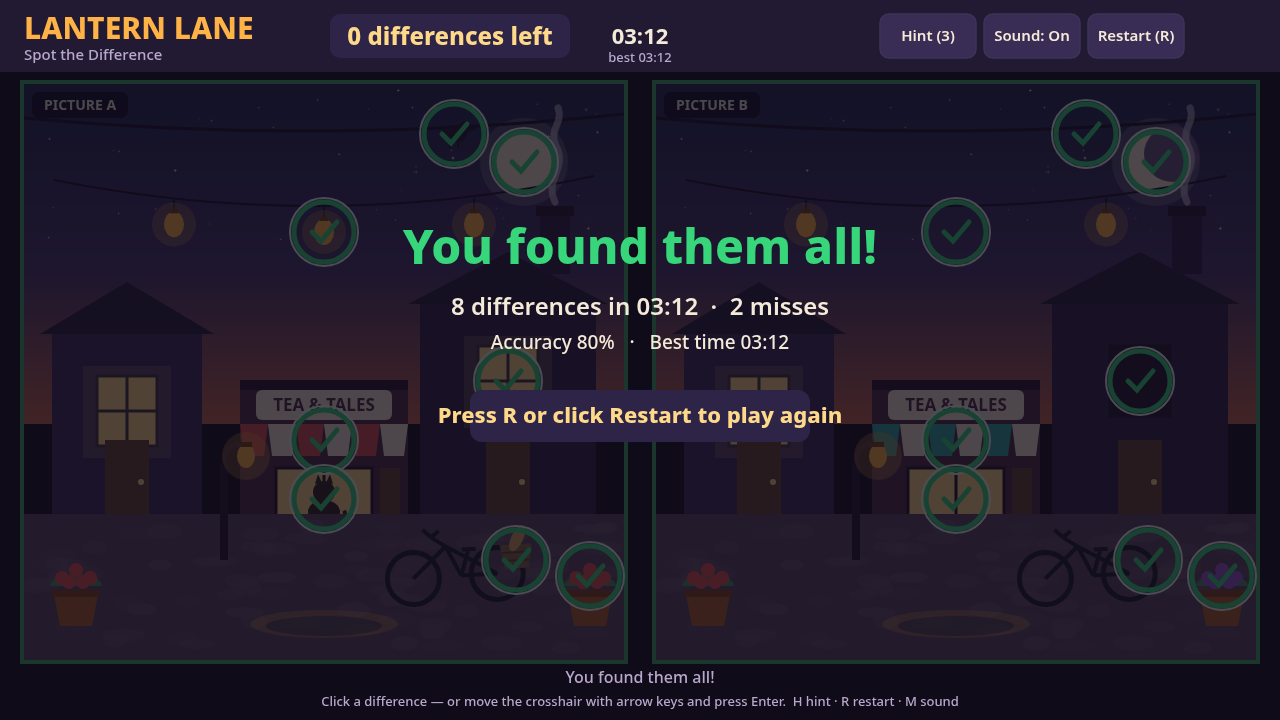 LANTERN LANE
Spot the Difference
0 differences left
03:12
best 03:12
Hint (3)
Sound: On
Restart (R)
PICTURE A
PICTURE B
You found them all!
8 differences in 03:12 · 2 misses
Accuracy 80% · Best time 03:12
TEA & TALES
TEA & TALES
Press R or click Restart to play again
You found them all!
Click a difference — or move the crosshair with arrow keys and press Enter. H hint · R restart · M sound